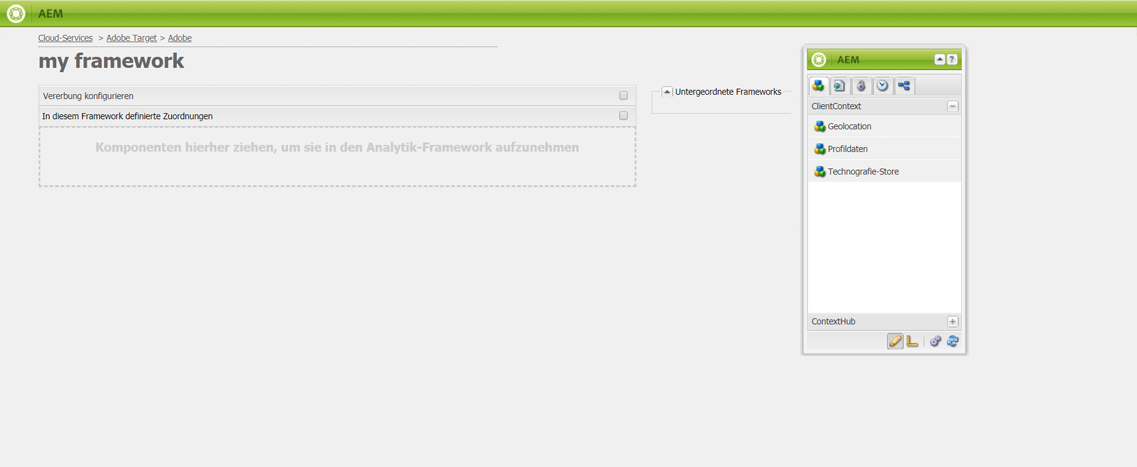 AEM
Cloud-Services > Adobe Target > Adobe
my framework
Vererbung konfigurieren
In diesem Framework definierte Zuordnungen
Komponenten hierher ziehen, um sie in den Analytik-Framework aufzunehmen
Untergeordnete Frameworks
AEM
?
ClientContext
Geolocation
Profildaten
Technografie-Store
ContextHub